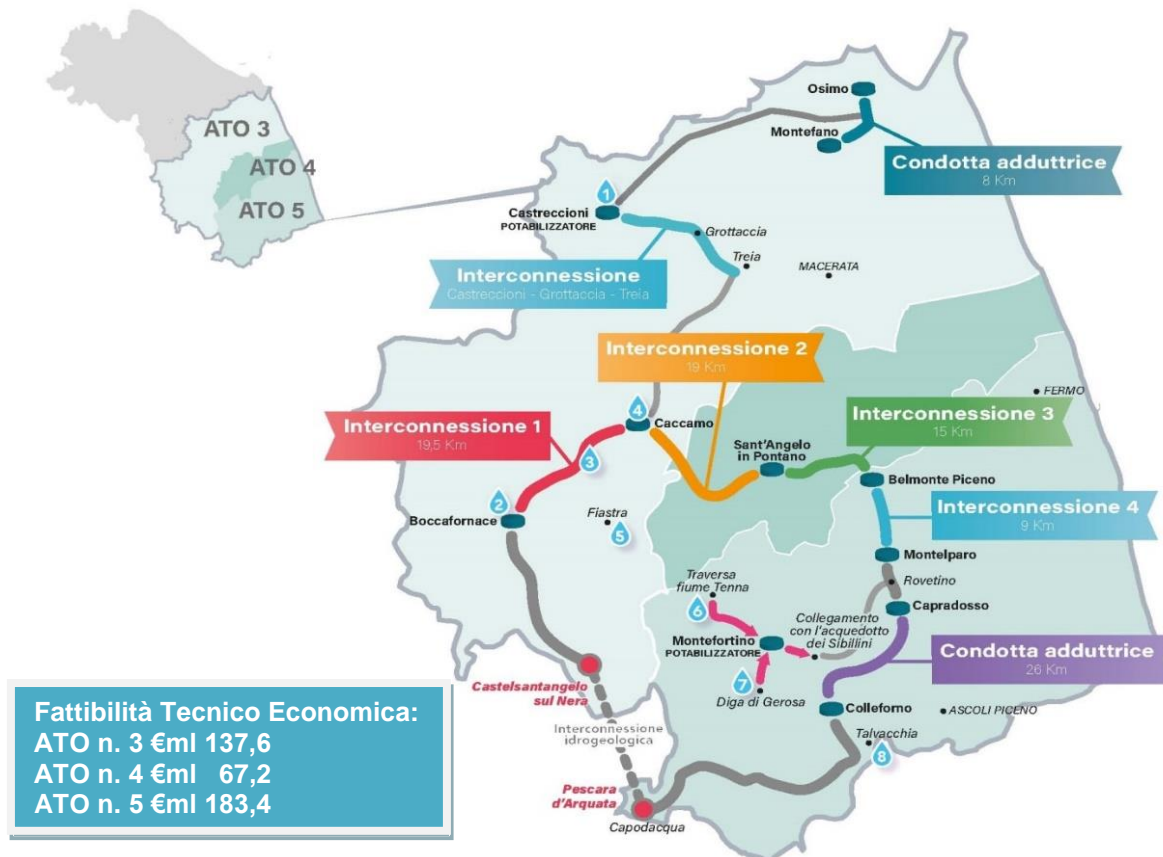 ATO 3
ATO 4
ATO 5
Osimo
Montefano
Condotta adduttrice
8 Km
1
Castreccioni
POTABILIZZATORE
Grottaccia
Treia
MACERATA
Interconnessione
Castreccioni - Grottaccia - Treia
Interconnessione 2
19 Km
FERMO
Interconnessione 1
19,5 Km
4
Caccamo
Interconnessione 3
15 Km
Sant'Angelo
in Pontano
3
Belmonte Piceno
2
Boccafornace
Fiastra
5
Interconnessione 4
9 Km
Montelparo
Traversa
fiume Tenna
Rovetino
6
Capradosso
Collegamento
con l'acquedotto
dei Sibillini
Montefortino
POTABILIZZATORE
Condotta adduttrice
26 Km
7
Diga di Gerosa
Castelsantangelo
sul Nera
Colleforno
ASCOLI PICENO
Interconnessione
idrogeologica
Talvacchia
8
Pescara
d'Arquata
Capodacqua
Fattibilità Tecnico Economica:
ATO n. 3 €ml 137,6
ATO n. 4 €ml 67,2
ATO n. 5 €ml 183,4